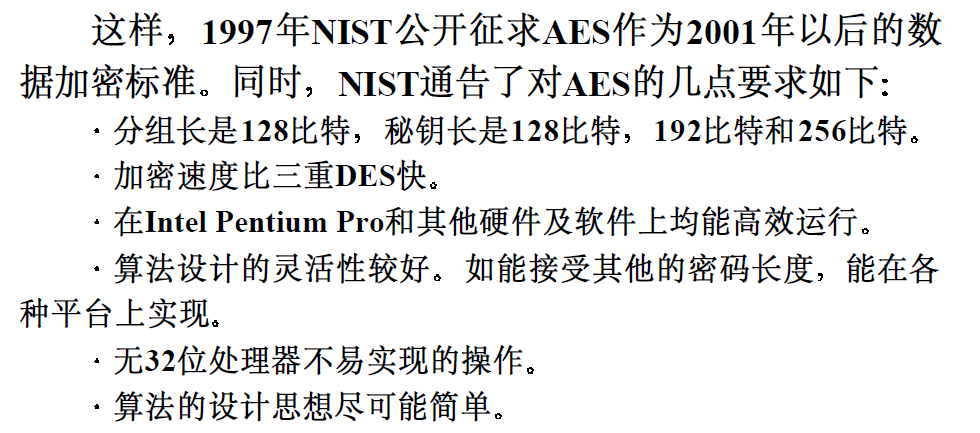 这样，1997年NIST公开征求AES作为2001年以后的数
据加密标准。同时，NIST通告了对AES的几点要求如下：
·分组长是128比特，秘钥长是128比特，192比特和256比特。
·加密速度比三重DES快。
·在Intel Pentium Pro和其他硬件及软件上均能高效运行。
·算法设计的灵活性较好。如能接受其他的密码长度，能在各
种平台上实现。
·无32位处理器不易实现的操作。
·算法的设计思想尽可能简单。